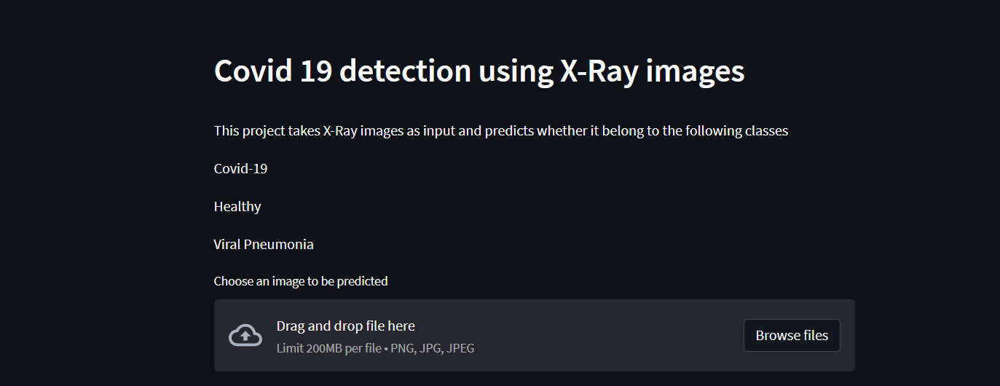 Covid 19 detection using X-Ray images
This project takes X-Ray images as input and predicts whether it belong to the following classes
Covid-19
Healthy
Viral Pneumonia
Choose an image to be predicted
Drag and drop file here
Limit 200MB per file • PNG, JPG, JPEG
Browse files